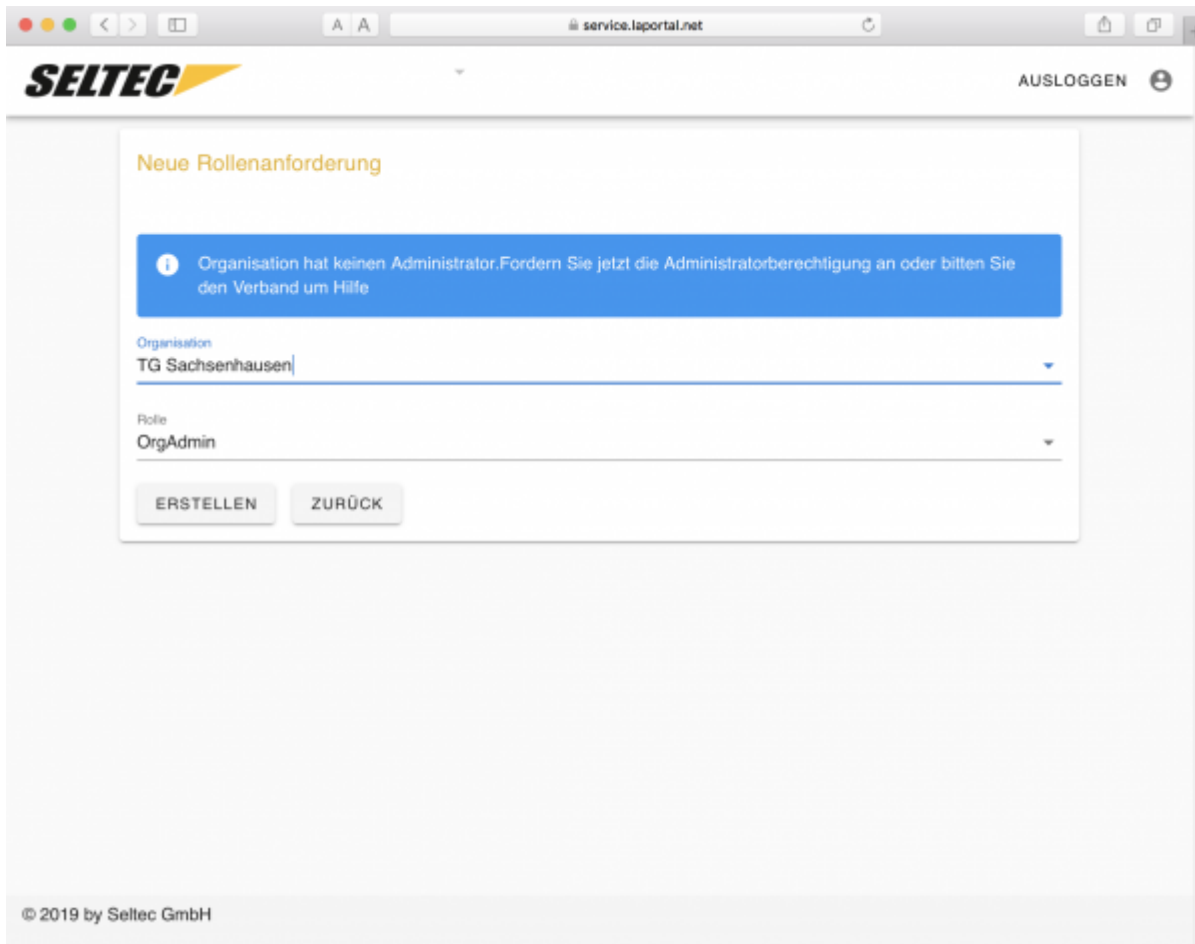 A A
service.laportal.net
SELTEC
AUSLOGGEN
Neue Rollenanforderung
Organisation hat keinen Administrator.Fordern Sie jetzt die Administratorberechtigung an oder bitten Sie
den Verband um Hilfe
Organisation
TG Sachsenhausen
Rolle
OrgAdmin
ERSTELLEN ZURÜCK
© 2019 by Seltec GmbH